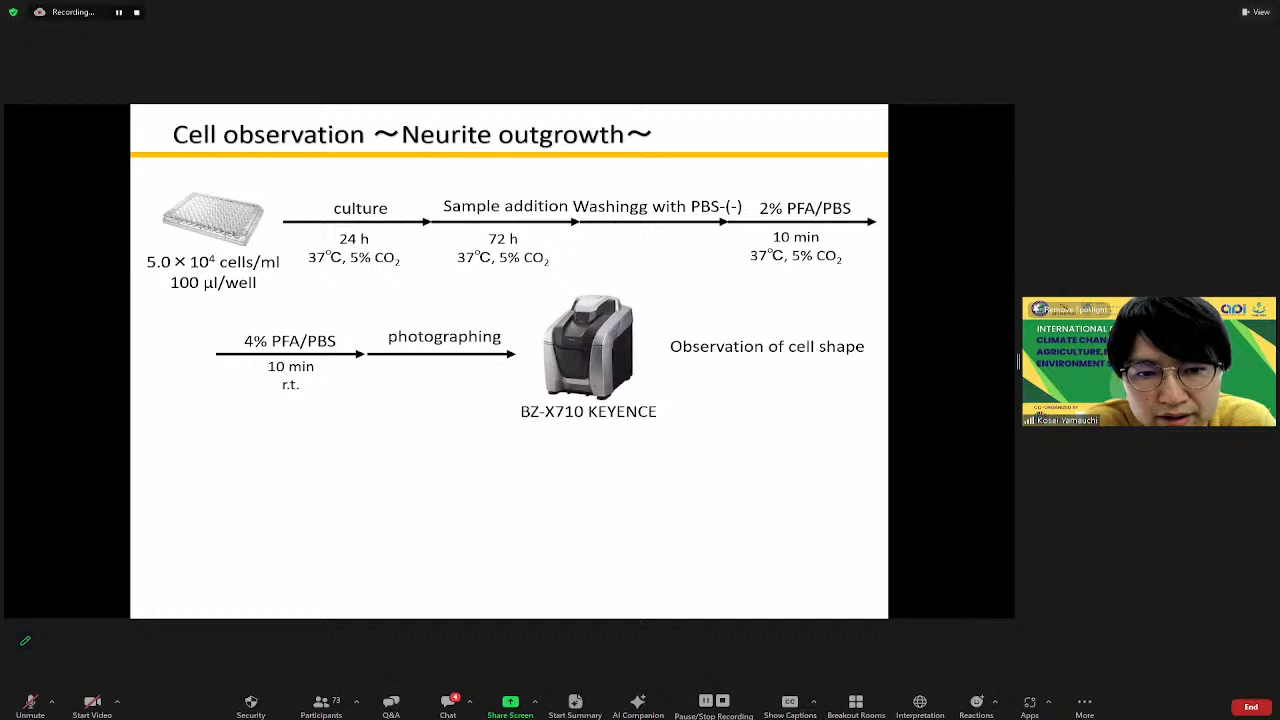 Recording...
View
Cell observation ～Neurite outgrowth～
culture
Sample addition
Washingg with PBS-(-)
2% PFA/PBS
24 h
37℃, 5% CO₂
72 h
37℃, 5% CO₂
10 min
37℃, 5% CO₂
5.0 × 10⁴ cells/ml
100 µl/well
4% PFA/PBS
10 min
r.t.
photographing
BZ-X710 KEYENCE
Observation of cell shape
Remove Spotlight
INTERNATIONAL
CLIMATE CHAN
AGRICULTURE,
ENVIRONMENT
CO-ORGANIZED BY
Kosei Yamauchi
Unmute
Start Video
Security
Participants
73
Q&A
Chat
4
Share Screen
Start Summary
AI Companion
Pause/Stop Recording
CC
Show Captions
Breakout Rooms
Interpretation
Reactions
Apps
More
End